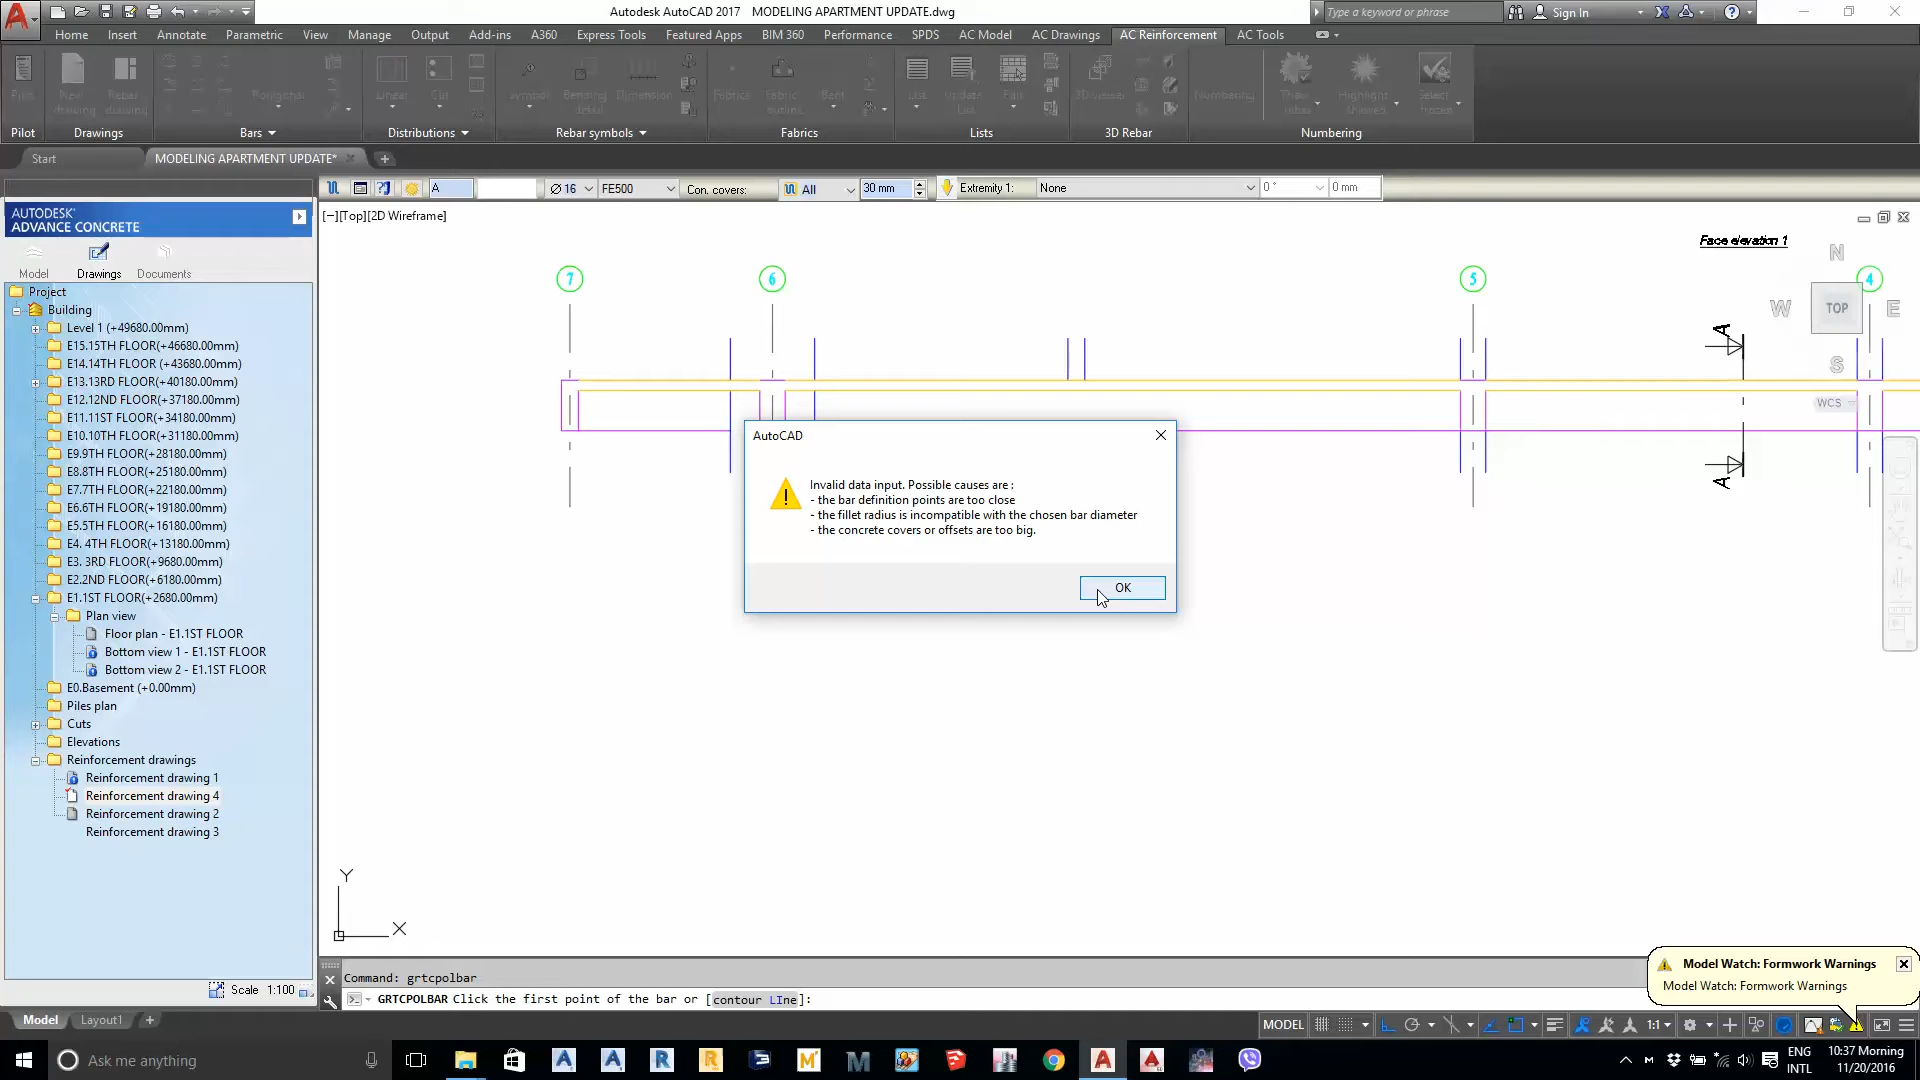 Autodesk AutoCAD 2017 MODELING APARTMENT UPDATE.dwg
Type a keyword or phrase
Sign In
Home Insert Annotate Parametric View Manage Output Add-ins A360 Express Tools Featured Apps BIM 360 Performance SPDS AC Model AC Drawings AC Reinforcement AC Tools
Pilot Drawings Bars Distributions Rebar symbols Fabrics Lists 3D Rebar Numbering
Start MODELING APARTMENT UPDATE*
A 16 FE500 Con. covers: All 30 mm Extremity 1: None 0° 0 mm
AUTODESK
ADVANCE CONCRETE
Model Drawings Documents
Project
Building
Level 1 (+49680.00mm)
E15.15TH FLOOR(+46680.00mm)
E14.14TH FLOOR (+43680.00mm)
E13.13RD FLOOR(+40180.00mm)
E12.12ND FLOOR(+37180.00mm)
E11.11ST FLOOR(+34180.00mm)
E10.10TH FLOOR(+31180.00mm)
E9.9TH FLOOR(+28180.00mm)
E8.8TH FLOOR(+25180.00mm)
E7.7TH FLOOR(+22180.00mm)
E6.6TH FLOOR(+19180.00mm)
E5.5TH FLOOR(+16180.00mm)
E4. 4TH FLOOR(+13180.00mm)
E3. 3RD FLOOR(+9680.00mm)
E2.2ND FLOOR(+6180.00mm)
E1.1ST FLOOR(+2680.00mm)
Plan view
Floor plan - E1.1ST FLOOR
Bottom view 1 - E1.1ST FLOOR
Bottom view 2 - E1.1ST FLOOR
E0.Basement (+0.00mm)
Piles plan
Cuts
Elevations
Reinforcement drawings
Reinforcement drawing 1
Reinforcement drawing 4
Reinforcement drawing 2
Reinforcement drawing 3
Scale 1:100
[−][Top][2D Wireframe]
Face elevation 1
7 6 5 4
N
W TOP E
S
WCS
A
A
AutoCAD
Invalid data input. Possible causes are :
- the bar definition points are too close
- the fillet radius is incompatible with the chosen bar diameter
- the concrete covers or offsets are too big.
OK
Y
X
Command: grtcpolbar
GRTCPOLBAR Click the first point of the bar or [contour LIne]:
Model Watch: Formwork Warnings
Model Watch: Formwork Warnings
Model Layout1
MODEL 1:1
Ask me anything
ENG
INTL
10:37 Morning
11/20/2016